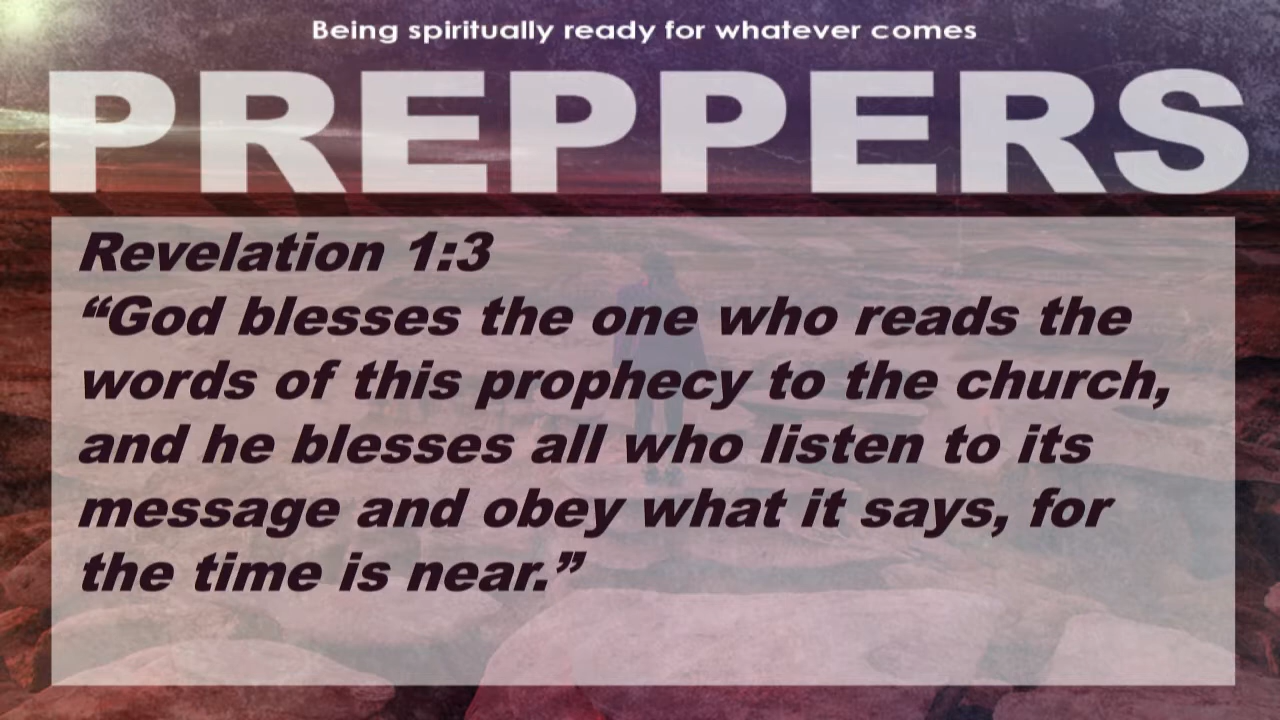 Being spiritually ready for whatever comes
PREPPERS
Revelation 1:3
“God blesses the one who reads the
words of this prophecy to the church,
and he blesses all who listen to its
message and obey what it says, for
the time is near.”